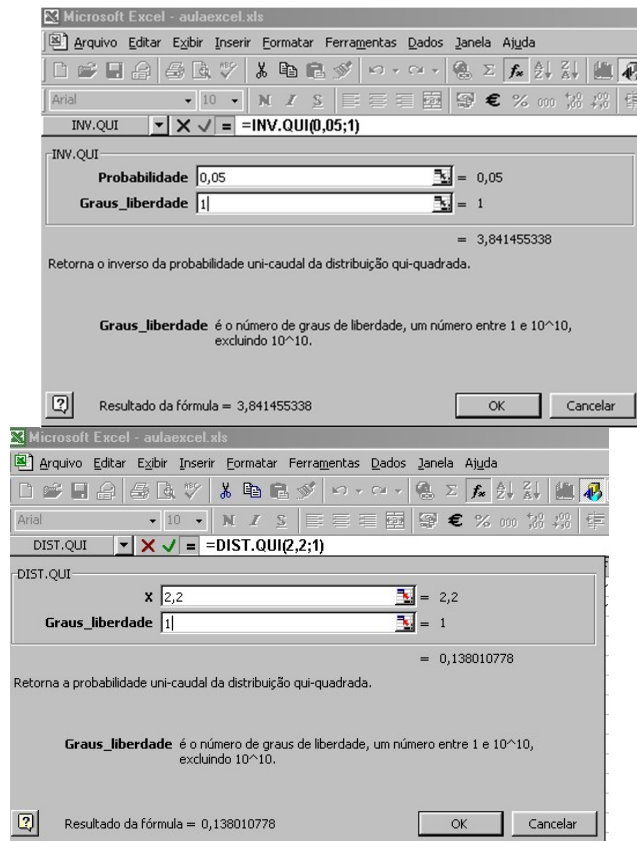 Microsoft Excel - aulaexcel.xls
Arquivo Editar Exibir Inserir Formatar Ferramentas Dados Janela Ajuda
Arial 10 N I S € % 000
INV.QUI =INV.QUI(0,05;1)
INV.QUI
Probabilidade 0,05 = 0,05
Graus_liberdade 1 = 1
= 3,841455338
Retorna o inverso da probabilidade uni-caudal da distribuição qui-quadrada.
Graus_liberdade é o número de graus de liberdade, um número entre 1 e 10^10,
excluindo 10^10.
Resultado da fórmula = 3,841455338 OK Cancelar
Microsoft Excel - aulaexcel.xls
Arquivo Editar Exibir Inserir Formatar Ferramentas Dados Janela Ajuda
Arial 10 N I S € % 000
DIST.QUI =DIST.QUI(2,2;1)
DIST.QUI
X 2,2 = 2,2
Graus_liberdade 1 = 1
= 0,138010778
Retorna a probabilidade uni-caudal da distribuição qui-quadrada.
Graus_liberdade é o número de graus de liberdade, um número entre 1 e 10^10,
excluindo 10^10.
Resultado da fórmula = 0,138010778 OK Cancelar